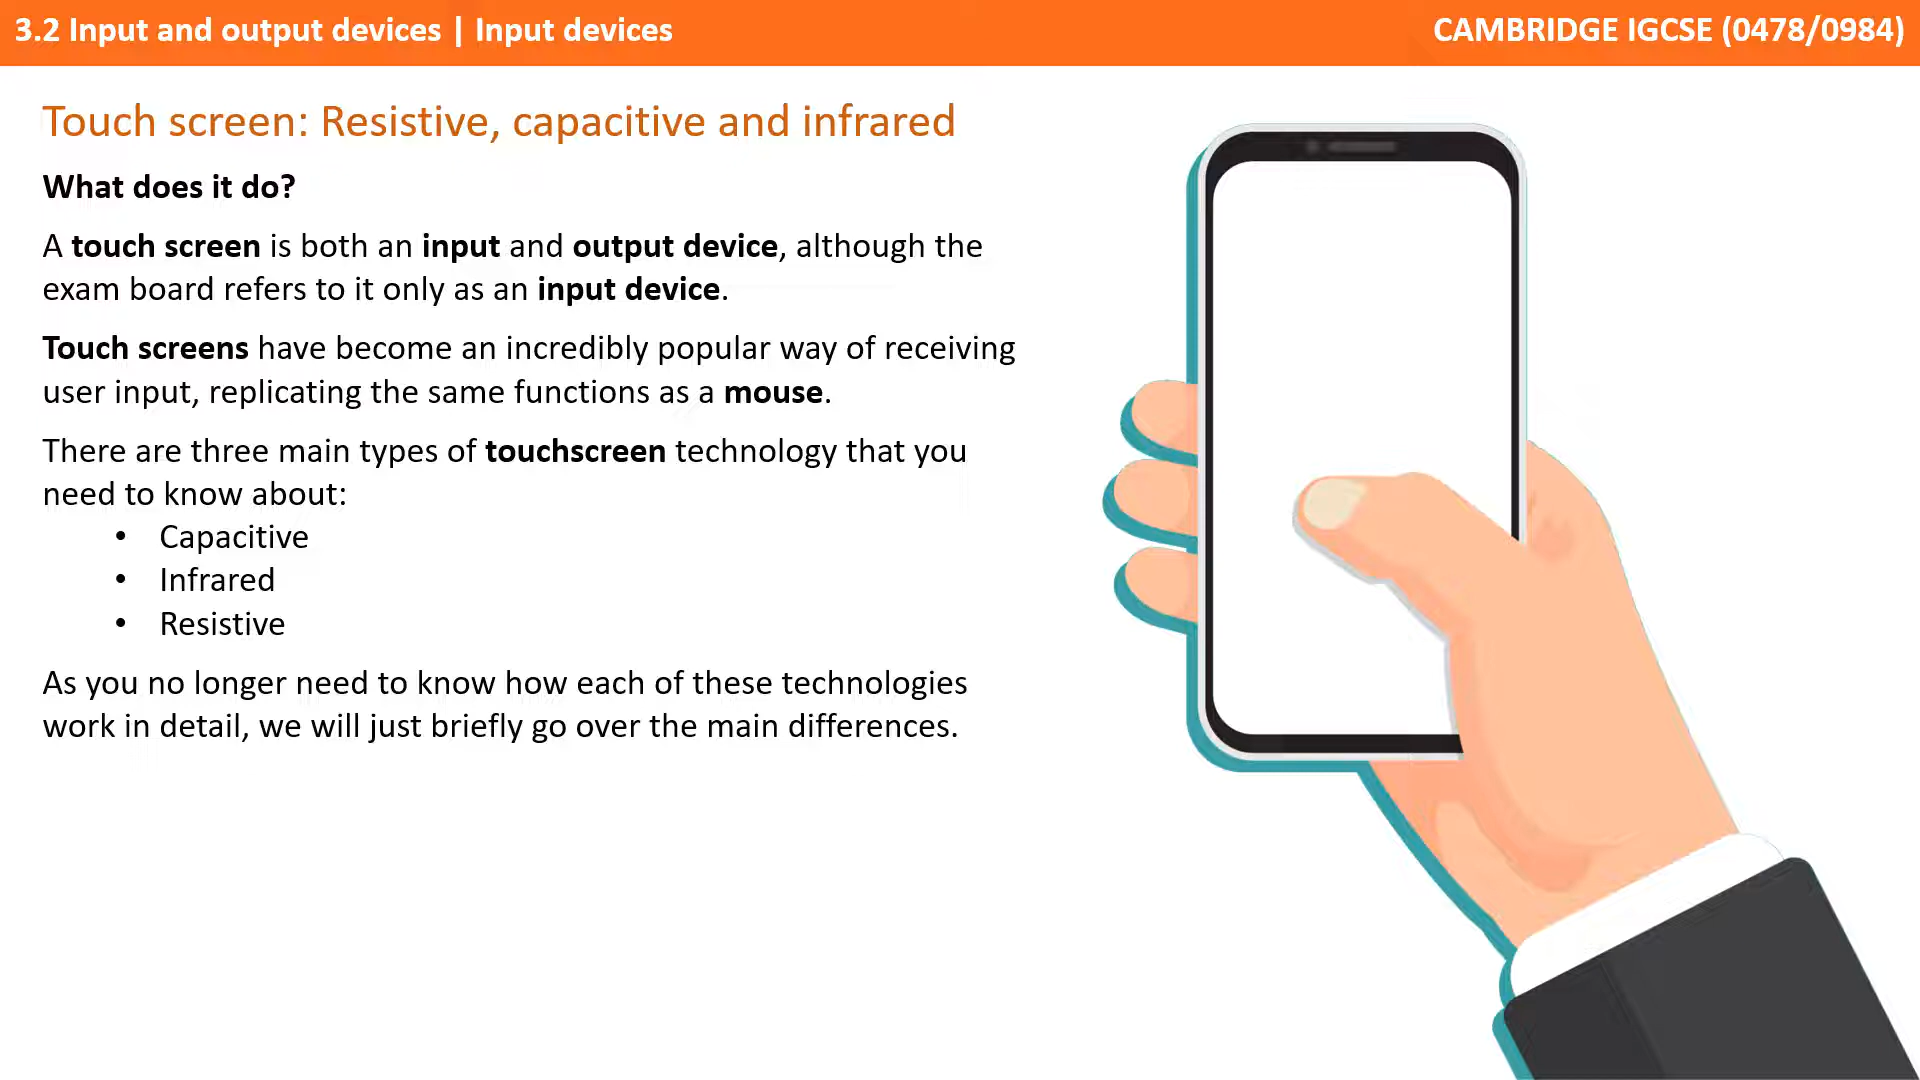 3.2 Input and output devices | Input devices
CAMBRIDGE IGCSE (0478/0984)
Touch screen: Resistive, capacitive and infrared
What does it do?
A touch screen is both an input and output device, although the
exam board refers to it only as an input device.
Touch screens have become an incredibly popular way of receiving
user input, replicating the same functions as a mouse.
There are three main types of touchscreen technology that you
need to know about:
• Capacitive
• Infrared
• Resistive
As you no longer need to know how each of these technologies
work in detail, we will just briefly go over the main differences.